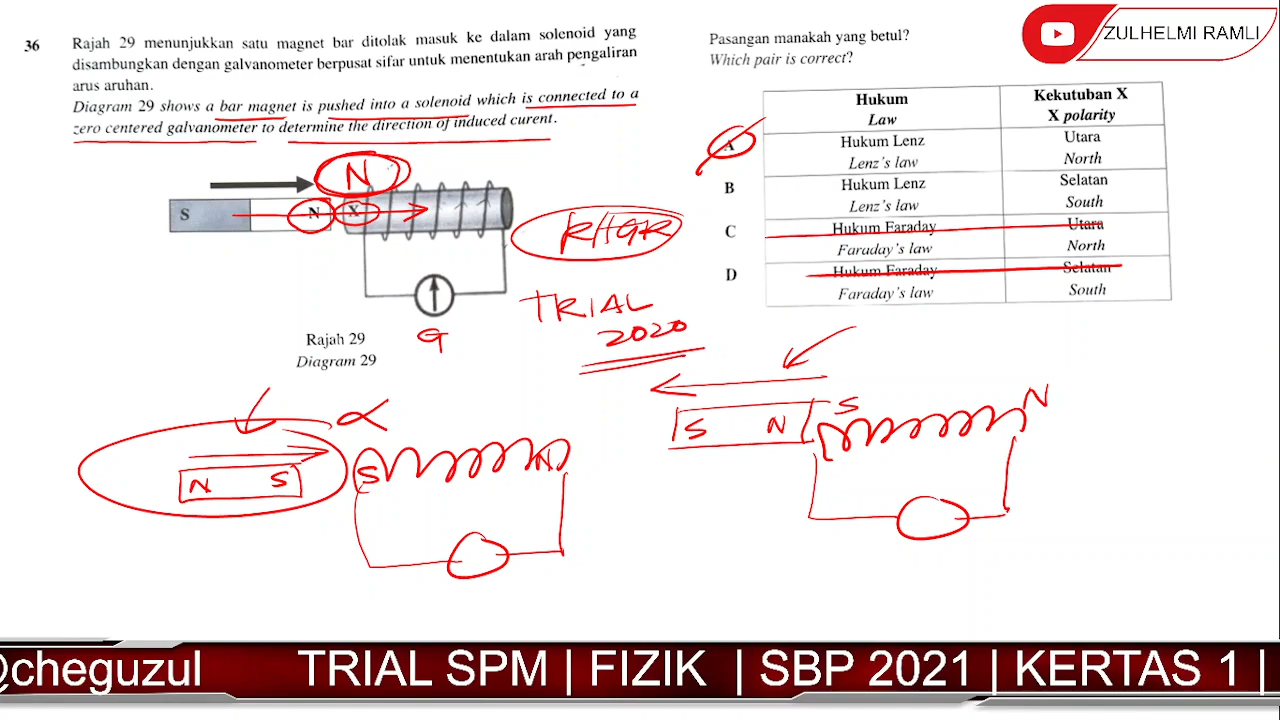 ZULHELMI RAMLI
36
Rajah 29 menunjukkan satu magnet bar ditolak masuk ke dalam solenoid yang
disambungkan dengan galvanometer berpusat sifar untuk menentukan arah pengaliran
arus aruhan.
Diagram 29 shows a bar magnet is pushed into a solenoid which is connected to a
zero centered galvanometer to determine the direction of induced curent.
N
S N X
RHGR
G
Rajah 29
Diagram 29
TRIAL
2020
Pasangan manakah yang betul?
Which pair is correct?
Hukum Kekutuban X
Law X polarity
A Hukum Lenz Utara
Lenz's law North
B Hukum Lenz Selatan
Lenz's law South
C Hukum Faraday Utara
Faraday's law North
D Hukum Faraday Selatan
Faraday's law South
N S S N
S N S N
@cheguzul TRIAL SPM | FIZIK | SBP 2021 | KERTAS 1 |